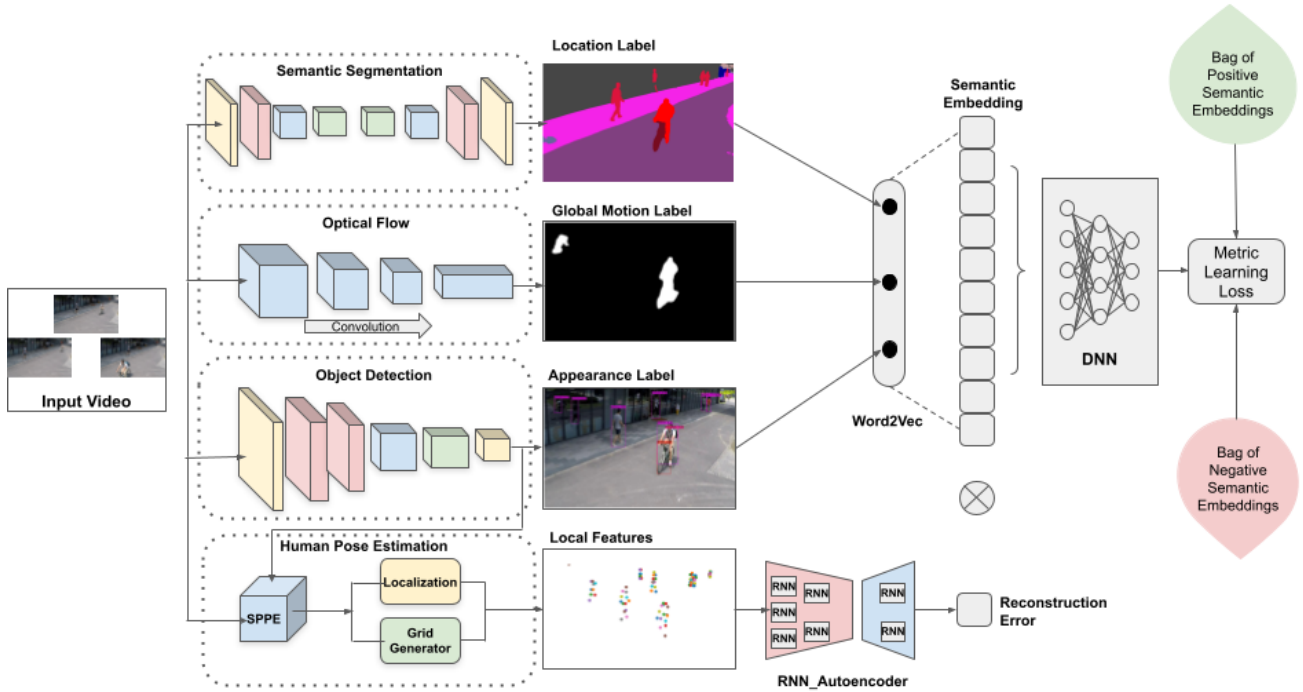 Input Video
Semantic Segmentation
Location Label
Optical Flow
Convolution
Global Motion Label
Object Detection
Appearance Label
Human Pose Estimation
SPPE
Localization
Grid
Generator
Local Features
RNN
RNN
RNN
RNN
RNN
RNN
RNN
RNN_Autoencoder
Reconstruction
Error
Word2Vec
Semantic
Embedding
DNN
Metric
Learning
Loss
Bag of
Positive
Semantic
Embeddings
Bag of
Negative
Semantic
Embeddings